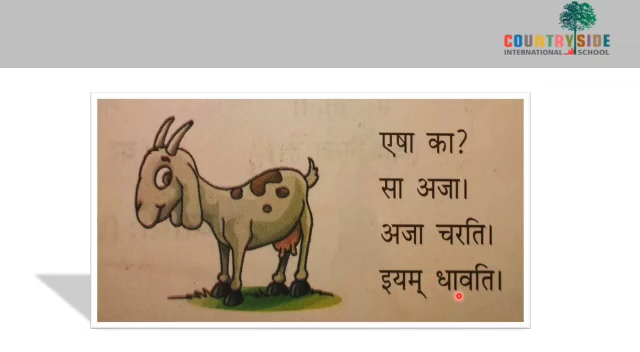 COUNTRYSIDE
INTERNATIONAL SCHOOL
एषा का?
सा अजा।
अजा चरति।
इयम् धावति।